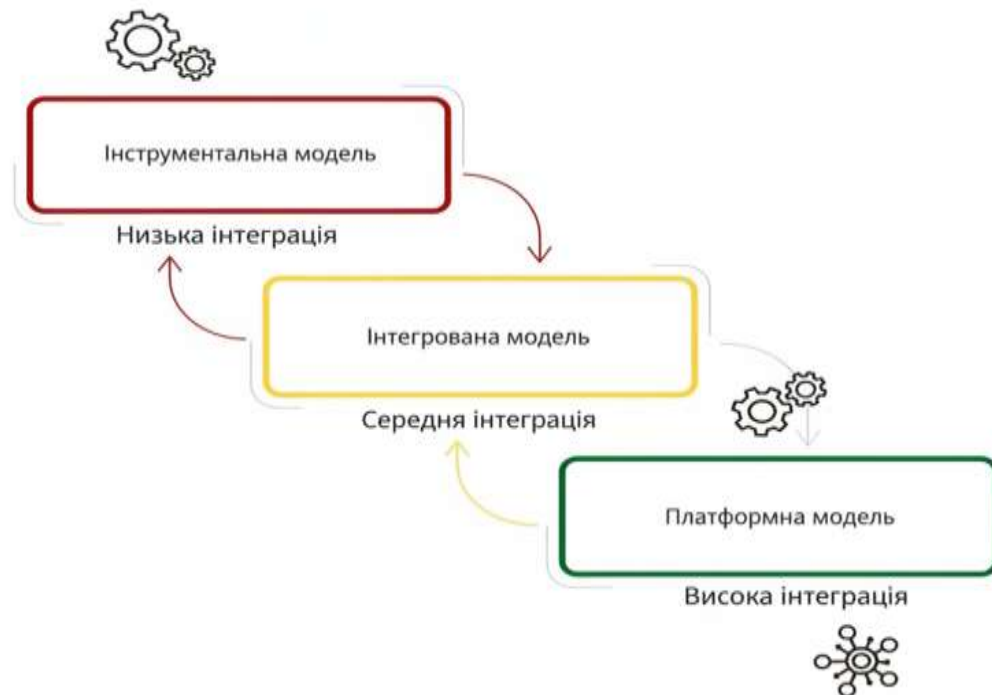 Інструментальна модель
Низька інтеграція
Інтегрована модель
Середня інтеграція
Платформна модель
Висока інтеграція